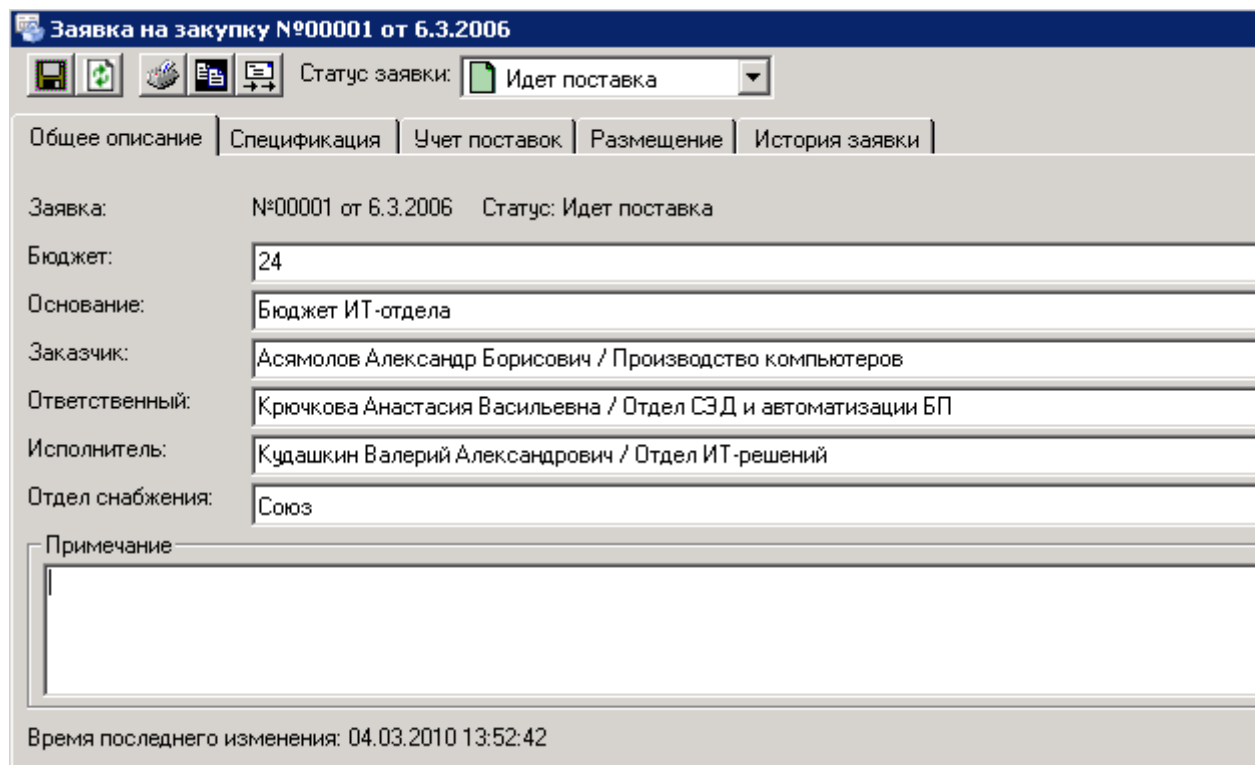 Заявка на закупку №00001 от 6.3.2006
Статус заявки: Идет поставка
Общее описание Спецификация Учет поставок Размещение История заявки
Заявка: №00001 от 6.3.2006 Статус: Идет поставка
Бюджет: 24
Основание: Бюджет ИТ-отдела
Заказчик: Асямолов Александр Борисович / Производство компьютеров
Ответственный: Крючкова Анастасия Васильевна / Отдел СЭД и автоматизации БП
Исполнитель: Кудашкин Валерий Александрович / Отдел ИТ-решений
Отдел снабжения: Союз
Примечание
Время последнего изменения: 04.03.2010 13:52:42